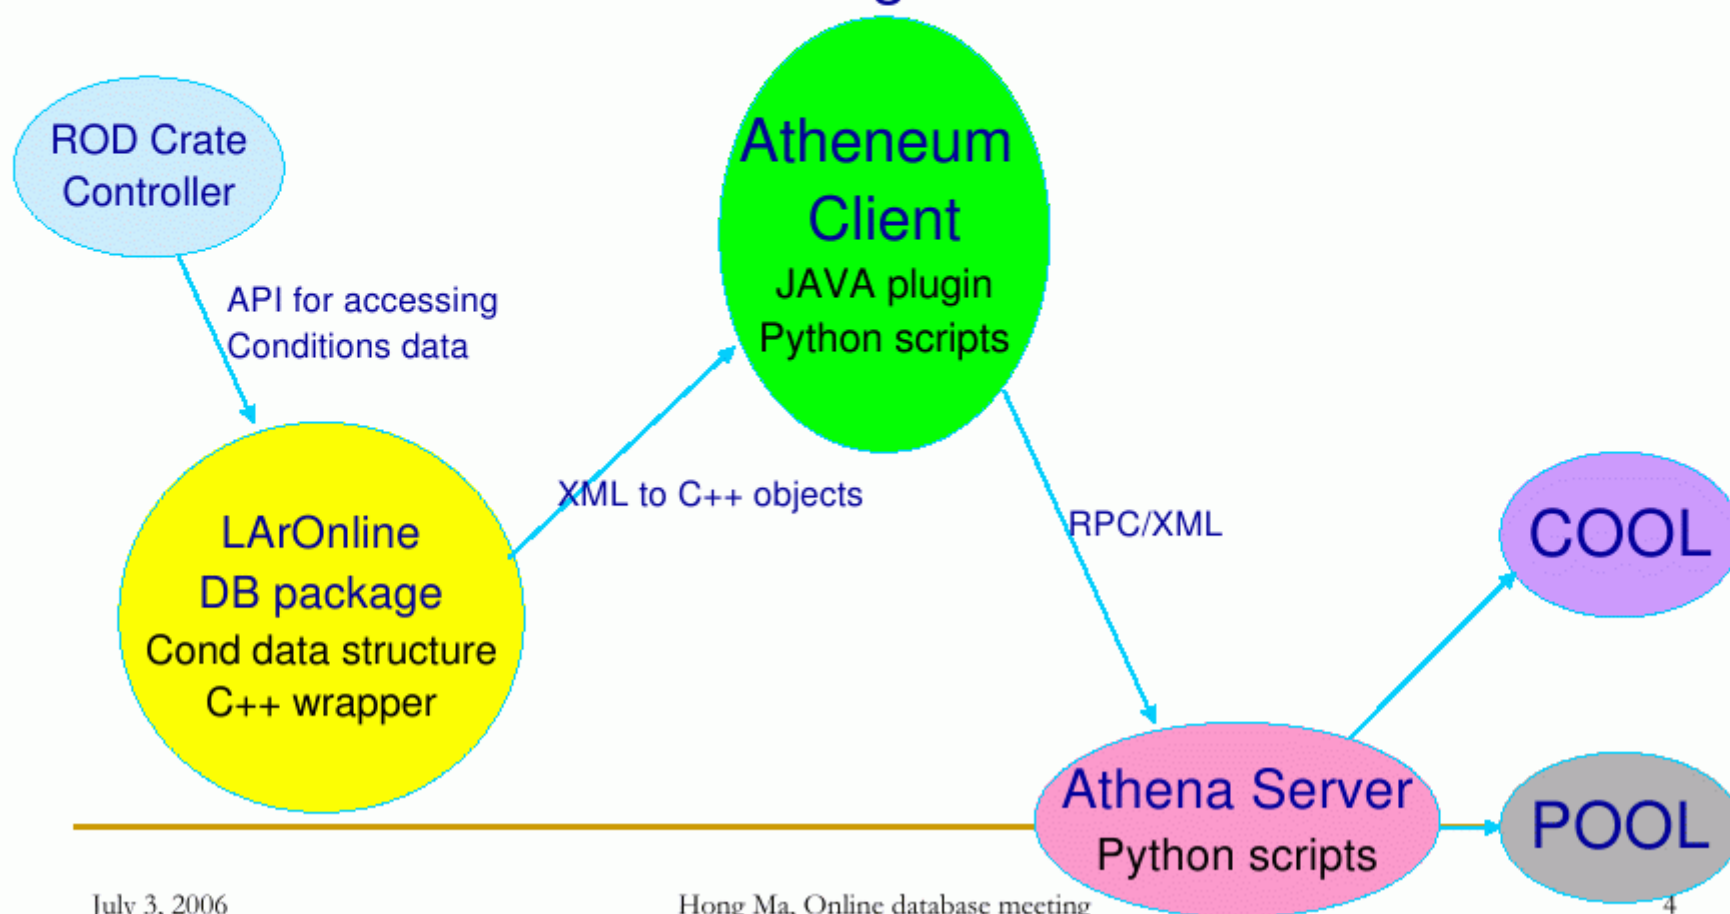 ROD Crate
Controller
API for accessing
Conditions data
Atheneum
Client
JAVA plugin
Python scripts
XML to C++ objects
LArOnline
DB package
Cond data structure
C++ wrapper
RPC/XML
COOL
Athena Server
Python scripts
POOL
July 3, 2006
Hong Ma, Online database meeting
4